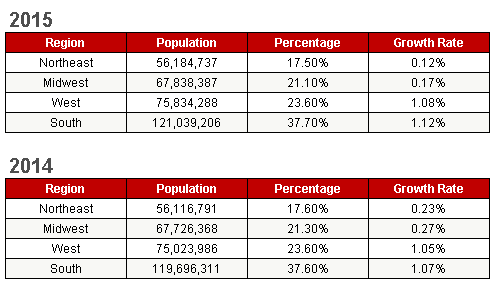 2015
Region Population Percentage Growth Rate
Northeast 56,184,737 17.50% 0.12%
Midwest 67,838,387 21.10% 0.17%
West 75,834,288 23.60% 1.08%
South 121,039,206 37.70% 1.12%
2014
Region Population Percentage Growth Rate
Northeast 56,116,791 17.60% 0.23%
Midwest 67,726,368 21.30% 0.27%
West 75,023,986 23.60% 1.05%
South 119,696,311 37.60% 1.07%